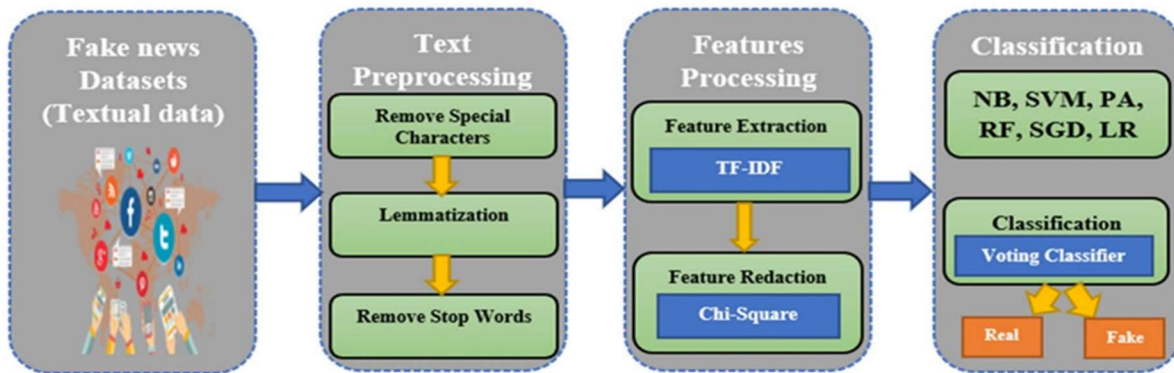 Fake news
Datasets
(Textual data)
Text
Preprocessing
Remove Special
Characters
Lemmatization
Remove Stop Words
Features
Processing
Feature Extraction
TF-IDF
Feature Redaction
Chi-Square
Classification
NB, SVM, PA,
RF, SGD, LR
Classification
Voting Classifier
Real
Fake